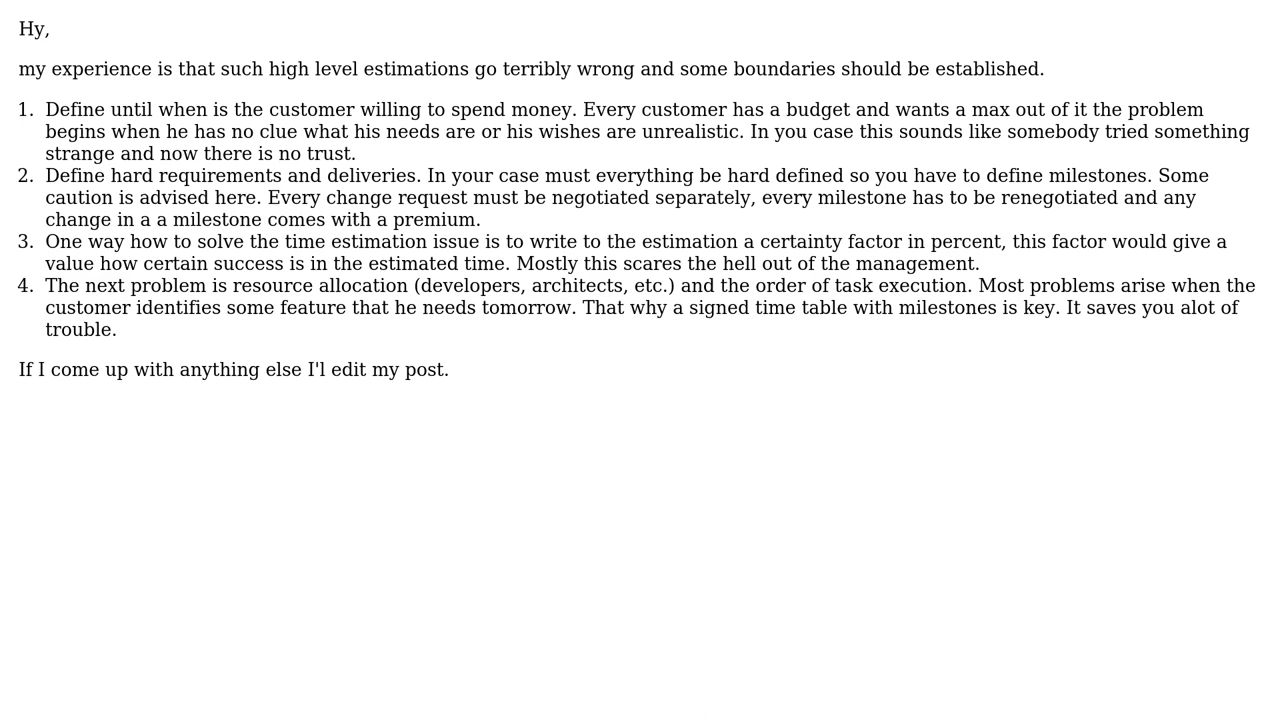 Hy,
my experience is that such high level estimations go terribly wrong and some boundaries should be established.
1. Define until when is the customer willing to spend money. Every customer has a budget and wants a max out of it the problem
begins when he has no clue what his needs are or his wishes are unrealistic. In you case this sounds like somebody tried something
strange and now there is no trust.
2. Define hard requirements and deliveries. In your case must everything be hard defined so you have to define milestones. Some
caution is advised here. Every change request must be negotiated separately, every milestone has to be renegotiated and any
change in a a milestone comes with a premium.
3. One way how to solve the time estimation issue is to write to the estimation a certainty factor in percent, this factor would give a
value how certain success is in the estimated time. Mostly this scares the hell out of the management.
4. The next problem is resource allocation (developers, architects, etc.) and the order of task execution. Most problems arise when the
customer identifies some feature that he needs tomorrow. That why a signed time table with milestones is key. It saves you alot of
trouble.
If I come up with anything else I'l edit my post.